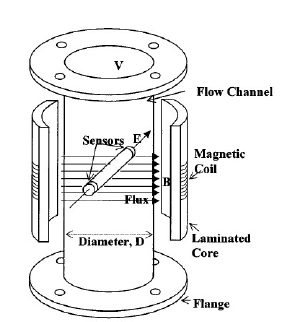 V
Flow Channel
Sensors
E
Magnetic
Coil
B
Flux
Diameter, D
Laminated
Core
Flange